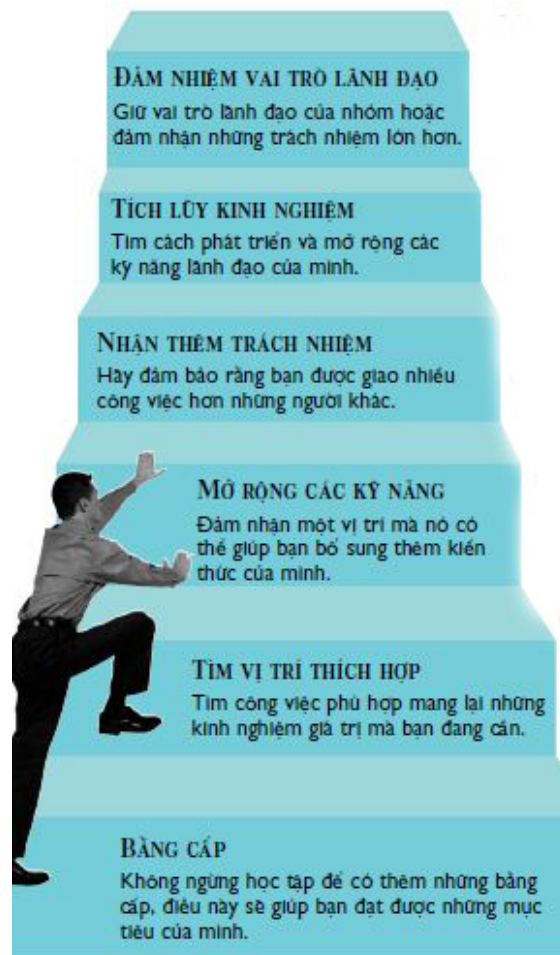 ĐẢM NHIỆM VAI TRÒ LÃNH ĐẠO
Giữ vai trò lãnh đạo của nhóm hoặc
đảm nhận những trách nhiệm lớn hơn.
TÍCH LŨY KINH NGHIỆM
Tìm cách phát triển và mở rộng các
kỹ năng lãnh đạo của mình.
NHẬN THÊM TRÁCH NHIỆM
Hãy đảm bảo rằng bạn được giao nhiều
công việc hơn những người khác.
MỞ RỘNG CÁC KỸ NĂNG
Đảm nhận một vị trí mà nó có
thể giúp bạn bổ sung thêm kiến
thức của mình.
TÌM VỊ TRÍ THÍCH HỢP
Tìm công việc phù hợp mang lại những
kinh nghiệm giá trị mà bạn đang cần.
BẰNG CẤP
Không ngừng học tập để có thêm những bằng
cấp, điều này sẽ giúp bạn đạt được những mục
tiêu của mình.